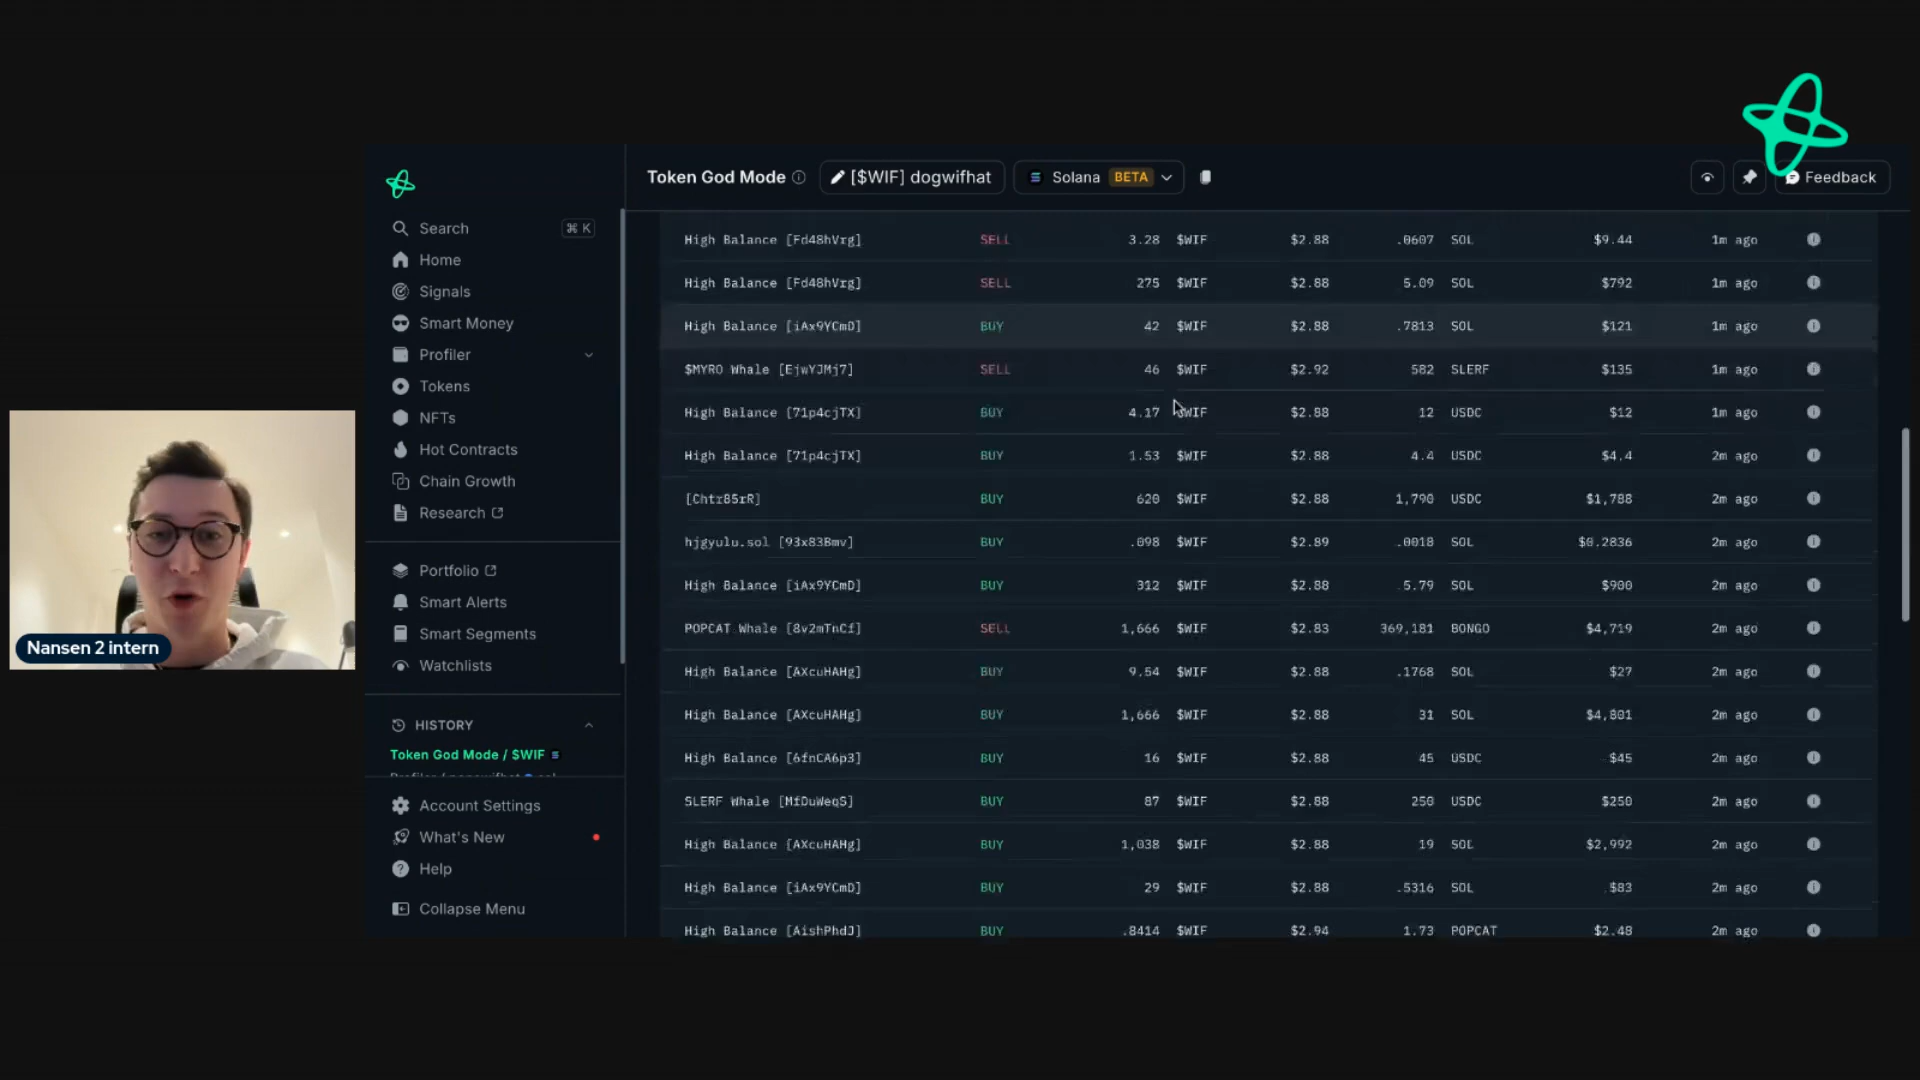 Token God Mode [$WIF] dogwifhat Solana BETA Feedback
Search ⌘ K
Home
Signals
Smart Money
Profiler
Tokens
NFTs
Hot Contracts
Chain Growth
Research
Portfolio
Smart Alerts
Smart Segments
Watchlists
HISTORY
Token God Mode / $WIF
Account Settings
What's New
Help
Collapse Menu
High Balance [Fd48hVrg] SELL 3.28 $WIF $2.88 .0607 SOL $9.44 1m ago
High Balance [Fd48hVrg] SELL 275 $WIF $2.88 5.09 SOL $792 1m ago
High Balance [iAx9YCmD] BUY 42 $WIF $2.88 .7813 SOL $121 1m ago
$MYRO Whale [EjwYJMj7] SELL 46 $WIF $2.92 582 SLERF $135 1m ago
High Balance [71p4cjTX] BUY 4.17 $WIF $2.88 12 USDC $12 1m ago
High Balance [71p4cjTX] BUY 1.53 $WIF $2.88 4.4 USDC $4.4 2m ago
[Chtr85rR] BUY 620 $WIF $2.88 1,790 USDC $1,788 2m ago
hjgyulu.sol [93x83Bmv] BUY .098 $WIF $2.89 .0018 SOL $0.2836 2m ago
High Balance [iAx9YCmD] BUY 312 $WIF $2.88 5.79 SOL $900 2m ago
POPCAT Whale [8v2mTnCf] SELL 1,666 $WIF $2.83 369,181 BONGO $4,719 2m ago
High Balance [AXcuHAHg] BUY 9.54 $WIF $2.88 .1768 SOL $27 2m ago
High Balance [AXcuHAHg] BUY 1,666 $WIF $2.88 31 SOL $4,801 2m ago
High Balance [6fnCA6p3] BUY 16 $WIF $2.88 45 USDC $45 2m ago
SLERF Whale [MfDuWeqS] BUY 87 $WIF $2.88 250 USDC $250 2m ago
High Balance [AXcuHAHg] BUY 1,038 $WIF $2.88 19 SOL $2,992 2m ago
High Balance [iAx9YCmD] BUY 29 $WIF $2.88 .5316 SOL $83 2m ago
High Balance [AishPhdJ] BUY .8414 $WIF $2.94 1.73 POPCAT $2.48 2m ago
Nansen 2 intern